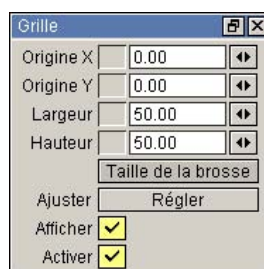 Grille
Origine X 0.00
Origine Y 0.00
Largeur 50.00
Hauteur 50.00
Taille de la brosse
Ajuster Régler
Afficher
Activer